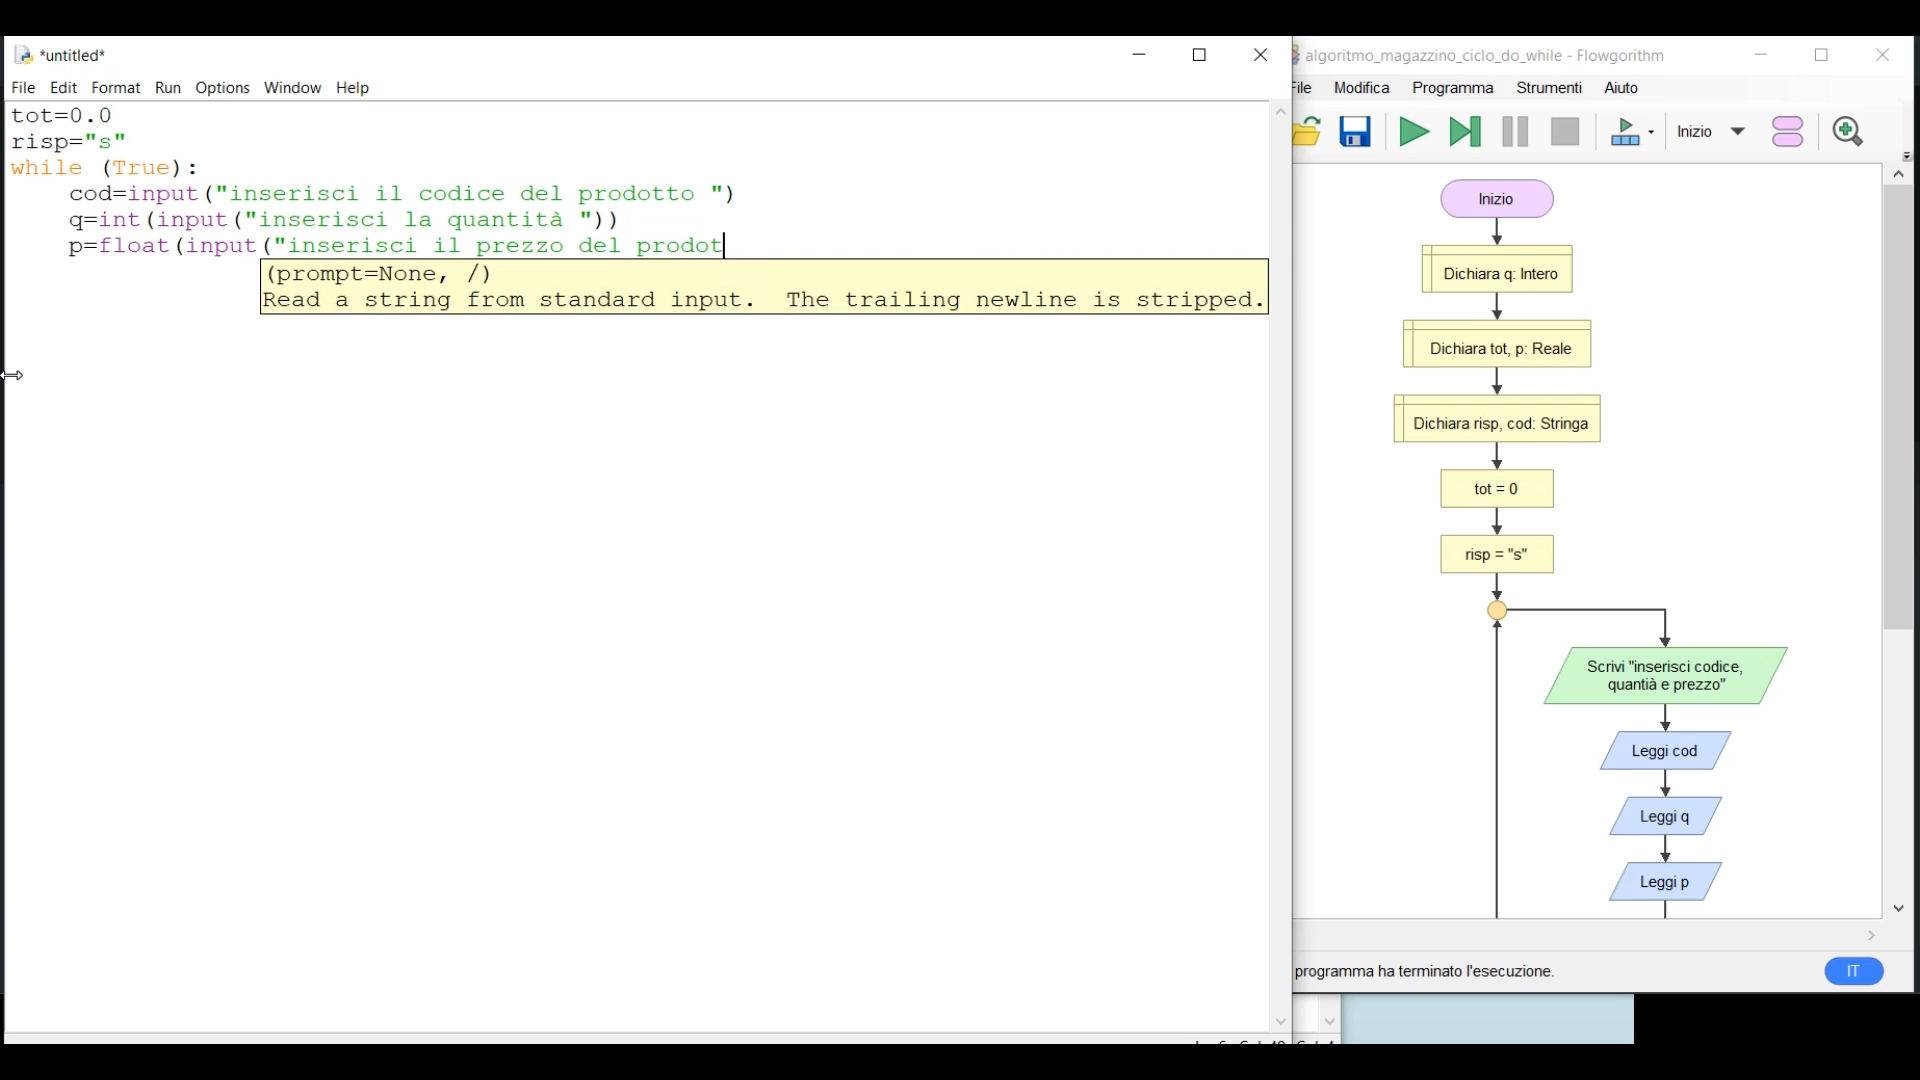 *untitled*
File Edit Format Run Options Window Help
tot=0.0
risp="s"
while (True):
    cod=input("inserisci il codice del prodotto ")
    q=int(input("inserisci la quantità "))
    p=float(input("inserisci il prezzo del prodot
(prompt=None, /)
Read a string from standard input.  The trailing newline is stripped.
algoritmo_magazzino_ciclo_do_while - Flowgorithm
File Modifica Programma Strumenti Aiuto
Inizio
Inizio
Dichiara q: Intero
Dichiara tot, p: Reale
Dichiara risp, cod: Stringa
tot = 0
risp = "s"
Scrivi "inserisci codice,
quantià e prezzo"
Leggi cod
Leggi q
Leggi p
programma ha terminato l'esecuzione.
IT